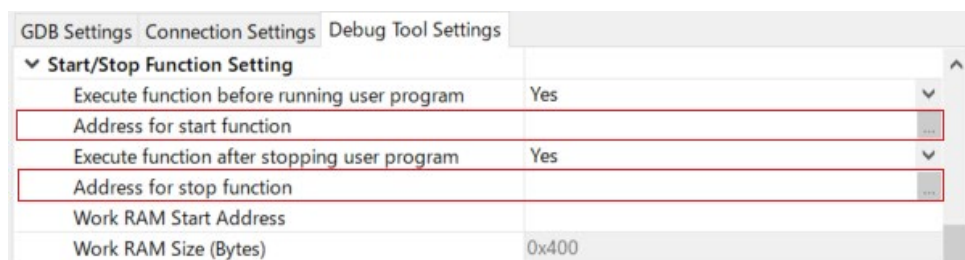 GDB Settings Connection Settings Debug Tool Settings
Start/Stop Function Setting
Execute function before running user program Yes
Address for start function ...
Execute function after stopping user program Yes
Address for stop function ...
Work RAM Start Address
Work RAM Size (Bytes) 0x400